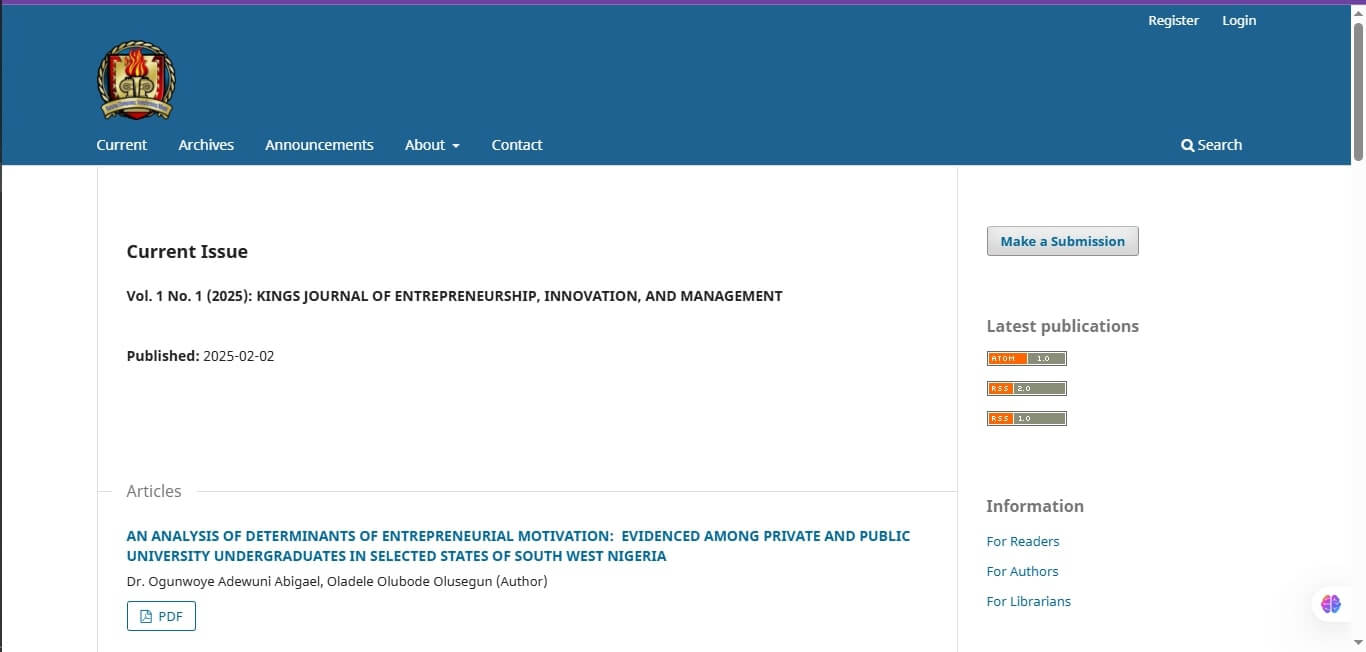 Register Login
Current Archives Announcements About Contact Search
Current Issue
Vol. 1 No. 1 (2025): KINGS JOURNAL OF ENTREPRENEURSHIP, INNOVATION, AND MANAGEMENT
Published: 2025-02-02
Articles
AN ANALYSIS OF DETERMINANTS OF ENTREPRENEURIAL MOTIVATION: EVIDENCED AMONG PRIVATE AND PUBLIC
UNIVERSITY UNDERGRADUATES IN SELECTED STATES OF SOUTH WEST NIGERIA
Dr. Ogunwoye Adewuni Abigael, Oladele Olubode Olusegun (Author)
PDF
Make a Submission
Latest publications
ATOM 1.0
RSS 2.0
RSS 1.0
Information
For Readers
For Authors
For Librarians